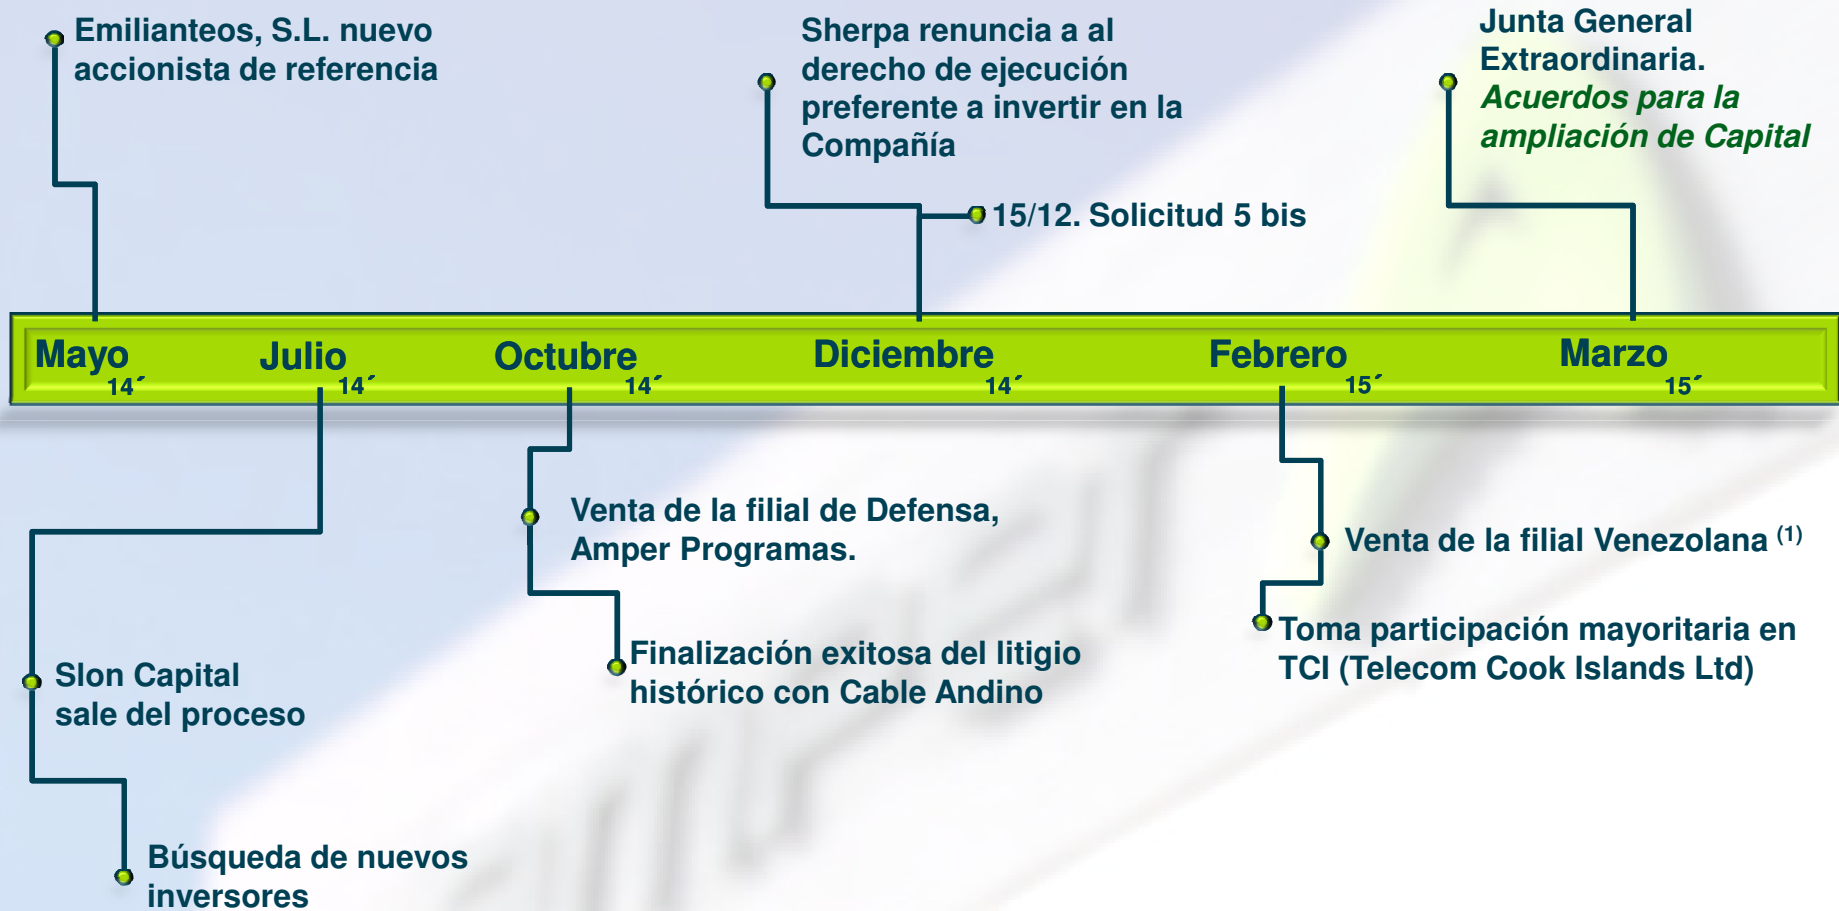 Emilianteos, S.L. nuevo
accionista de referencia
Sherpa renuncia a al
derecho de ejecución
preferente a invertir en la
Compañía
15/12. Solicitud 5 bis
Junta General
Extraordinaria.
Acuerdos para la
ampliación de Capital
Mayo 14´
Julio 14´
Octubre 14´
Diciembre 14´
Febrero 15´
Marzo 15´
Slon Capital
sale del proceso
Búsqueda de nuevos
inversores
Venta de la filial de Defensa,
Amper Programas.
Finalización exitosa del litigio
histórico con Cable Andino
Venta de la filial Venezolana (1)
Toma participación mayoritaria en
TCI (Telecom Cook Islands Ltd)
amper